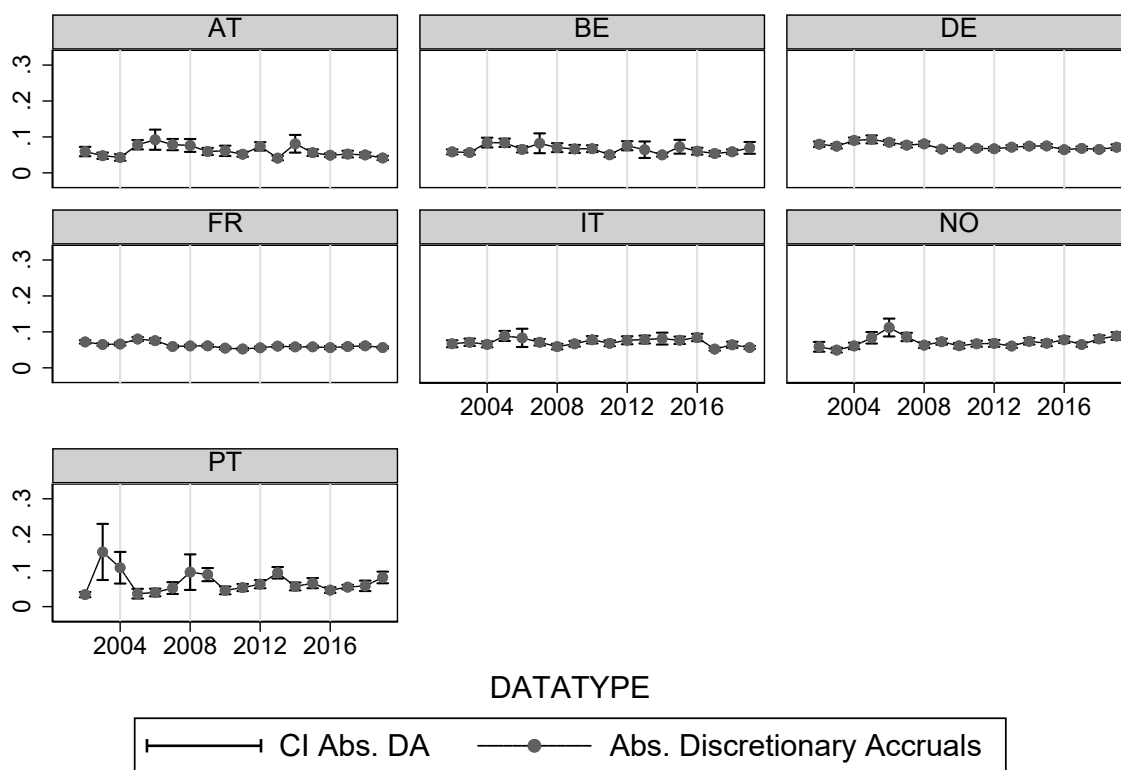 AT BE DE
.3
.2
.1
0
FR IT NO
.3
.2
.1
0
2004 2008 2012 2016 2004 2008 2012 2016
PT
.3
.2
.1
0
2004 2008 2012 2016
DATATYPE
CI Abs. DA Abs. Discretionary Accruals